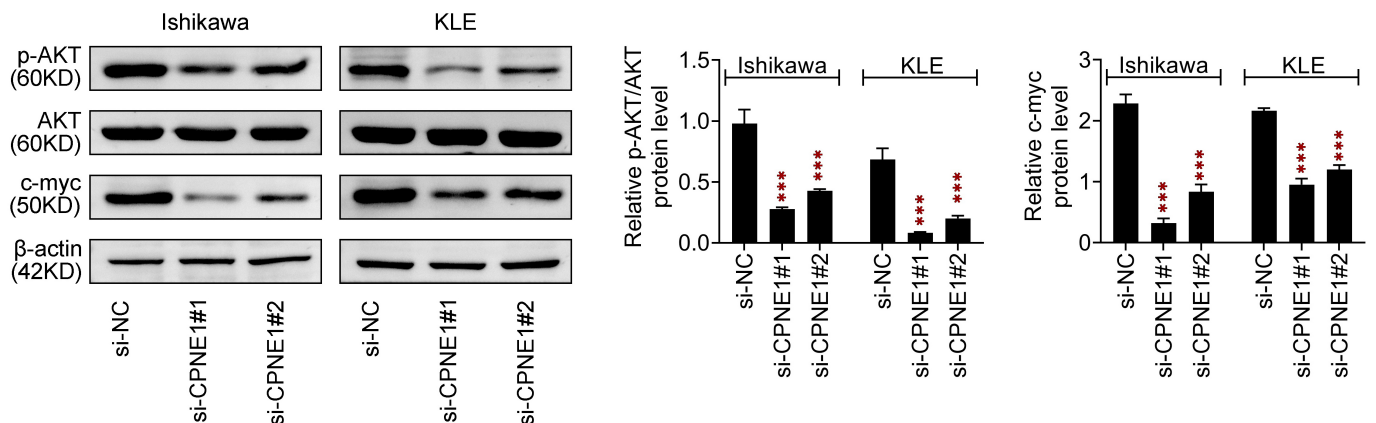 Ishikawa KLE
p-AKT
(60KD)
AKT
(60KD)
c-myc
(50KD)
β-actin
(42KD)
si-NC
si-CPNE1#1
si-CPNE1#2
si-NC
si-CPNE1#1
si-CPNE1#2
Relative p-AKT/AKT
protein level
1.5
1.0
0.5
0.0
Ishikawa KLE
***
***
***
***
si-NC
si-CPNE1#1
si-CPNE1#2
si-NC
si-CPNE1#1
si-CPNE1#2
Relative c-myc
protein level
3
2
1
0
Ishikawa KLE
***
***
***
***
si-NC
si-CPNE1#1
si-CPNE1#2
si-NC
si-CPNE1#1
si-CPNE1#2